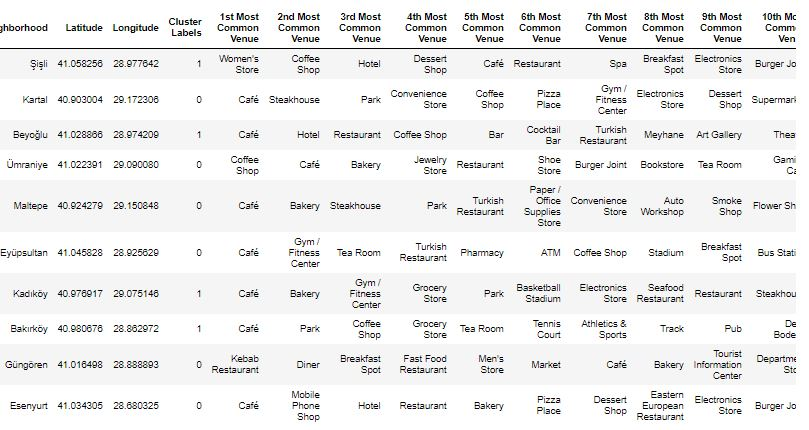 ghborhood Latitude Longitude Cluster Labels 1st Most Common Venue 2nd Most Common Venue 3rd Most Common Venue 4th Most Common Venue 5th Most Common Venue 6th Most Common Venue 7th Most Common Venue 8th Most Common Venue 9th Most Common Venue 10th Mo Comm Ven
Şişli 41.058256 28.977642 1 Women's Store Coffee Shop Hotel Dessert Shop Café Restaurant Spa Breakfast Spot Electronics Store Burger Jo
Kartal 40.903004 29.172306 0 Café Steakhouse Park Convenience Store Coffee Shop Pizza Place Gym / Fitness Center Electronics Store Dessert Shop Supermark
Beyoğlu 41.028866 28.974209 1 Café Hotel Restaurant Coffee Shop Bar Cocktail Bar Turkish Restaurant Meyhane Art Gallery Thea
Ümraniye 41.022391 29.090080 0 Coffee Shop Café Bakery Jewelry Store Restaurant Shoe Store Burger Joint Bookstore Tea Room Gami Ca
Maltepe 40.924279 29.150848 0 Café Bakery Steakhouse Park Turkish Restaurant Paper / Office Supplies Store Convenience Store Auto Workshop Smoke Shop Flower Sh
Eyüpsultan 41.045828 28.925629 0 Café Gym / Fitness Center Tea Room Turkish Restaurant Pharmacy ATM Coffee Shop Stadium Breakfast Spot Bus Stati
Kadıköy 40.976917 29.075146 1 Café Bakery Gym / Fitness Center Grocery Store Park Basketball Stadium Electronics Store Seafood Restaurant Restaurant Steakhou
Bakırköy 40.980676 28.862972 1 Café Park Coffee Shop Grocery Store Tea Room Tennis Court Athletics & Sports Track Pub De Bode
Güngören 41.016498 28.888893 0 Kebab Restaurant Diner Breakfast Spot Fast Food Restaurant Men's Store Market Café Bakery Tourist Information Center Departme Sto
Esenyurt 41.034305 28.680325 0 Café Mobile Phone Shop Hotel Restaurant Bakery Pizza Place Dessert Shop Eastern European Restaurant Electronics Store Burger Jo